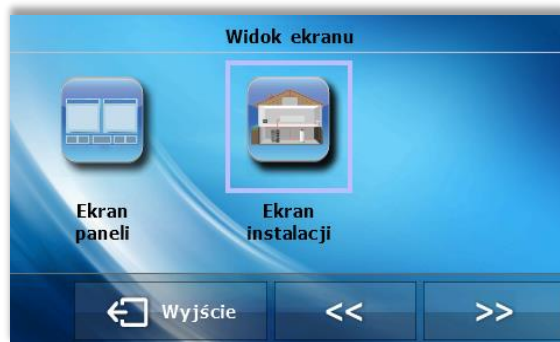 Widok ekranu
Ekran
paneli
Ekran
instalacji
Wyjście
<<
>>